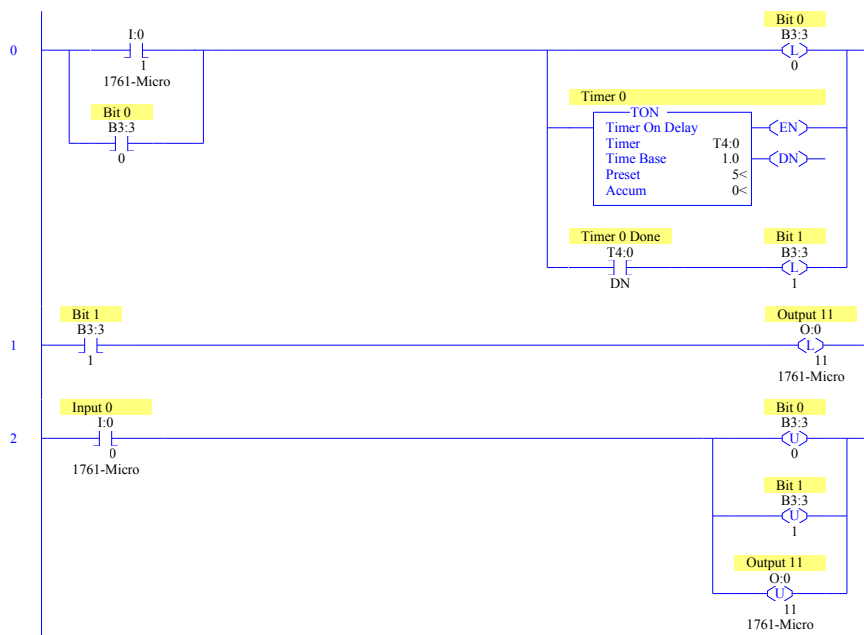 Bit 0
I:0
B3:3
0
L
1
0
1761-Micro
Bit 0
Timer 0
B3:3
TON
Timer On Delay
EN
0
Timer T4:0
Time Base 1.0
DN
Preset 5<
Accum 0<
Timer 0 Done
Bit 1
T4:0
B3:3
L
DN
1
Bit 1
Output 11
B3:3
O:0
1
L
1
11
1761-Micro
Input 0
Bit 0
I:0
B3:3
2
U
0
0
1761-Micro
Bit 1
B3:3
U
1
Output 11
O:0
U
11
1761-Micro